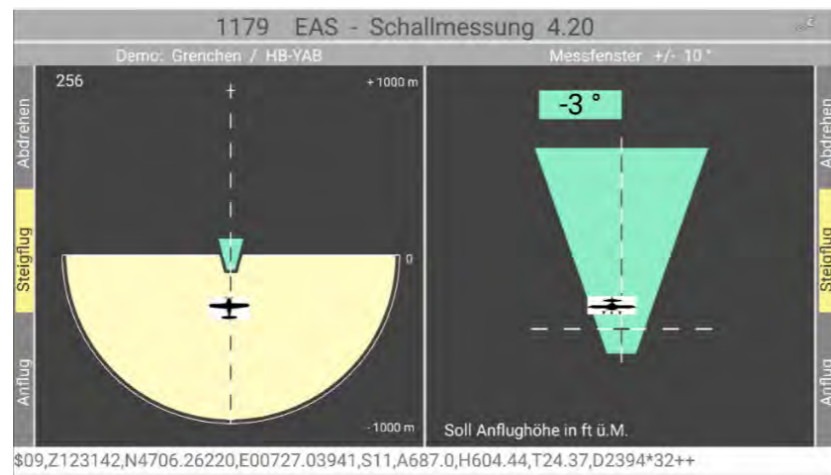 1179 EAS - Schallmessung 4.20
Demo: Grenchen / HB-YAB
Messfenster +/- 10 °
256
+ 1000 m
-3 °
Abdrehen
Abdrehen
Steigflug
Steigflug
0
Anflug
Anflug
- 1000 m
Soll Anflughöhe in ft ü.M.
$09,Z123142,N4706.26220,E00727.03941,S11,A687.0,H604.44,T24.37,D2394*32++